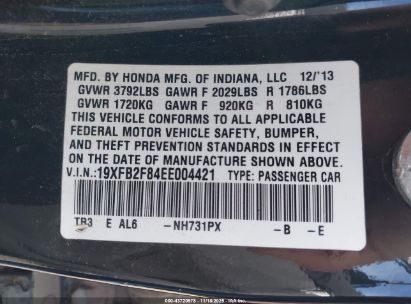 MFD. BY HONDA MFG. OF INDIANA, LLC 12/'13
GVWR 3792LBS GAWR F 2029LBS R 1786LBS
GVWR 1720KG GAWR F 920KG R 810KG
THIS VEHICLE CONFORMS TO ALL APPLICABLE
FEDERAL MOTOR VEHICLE SAFETY, BUMPER,
AND THEFT PREVENTION STANDARDS IN EFFECT
ON THE DATE OF MANUFACTURE SHOWN ABOVE.
V.I.N.:19XFB2F84EE004421 TYPE: PASSENGER CAR
TR3 E AL6 -NH731PX -B -E